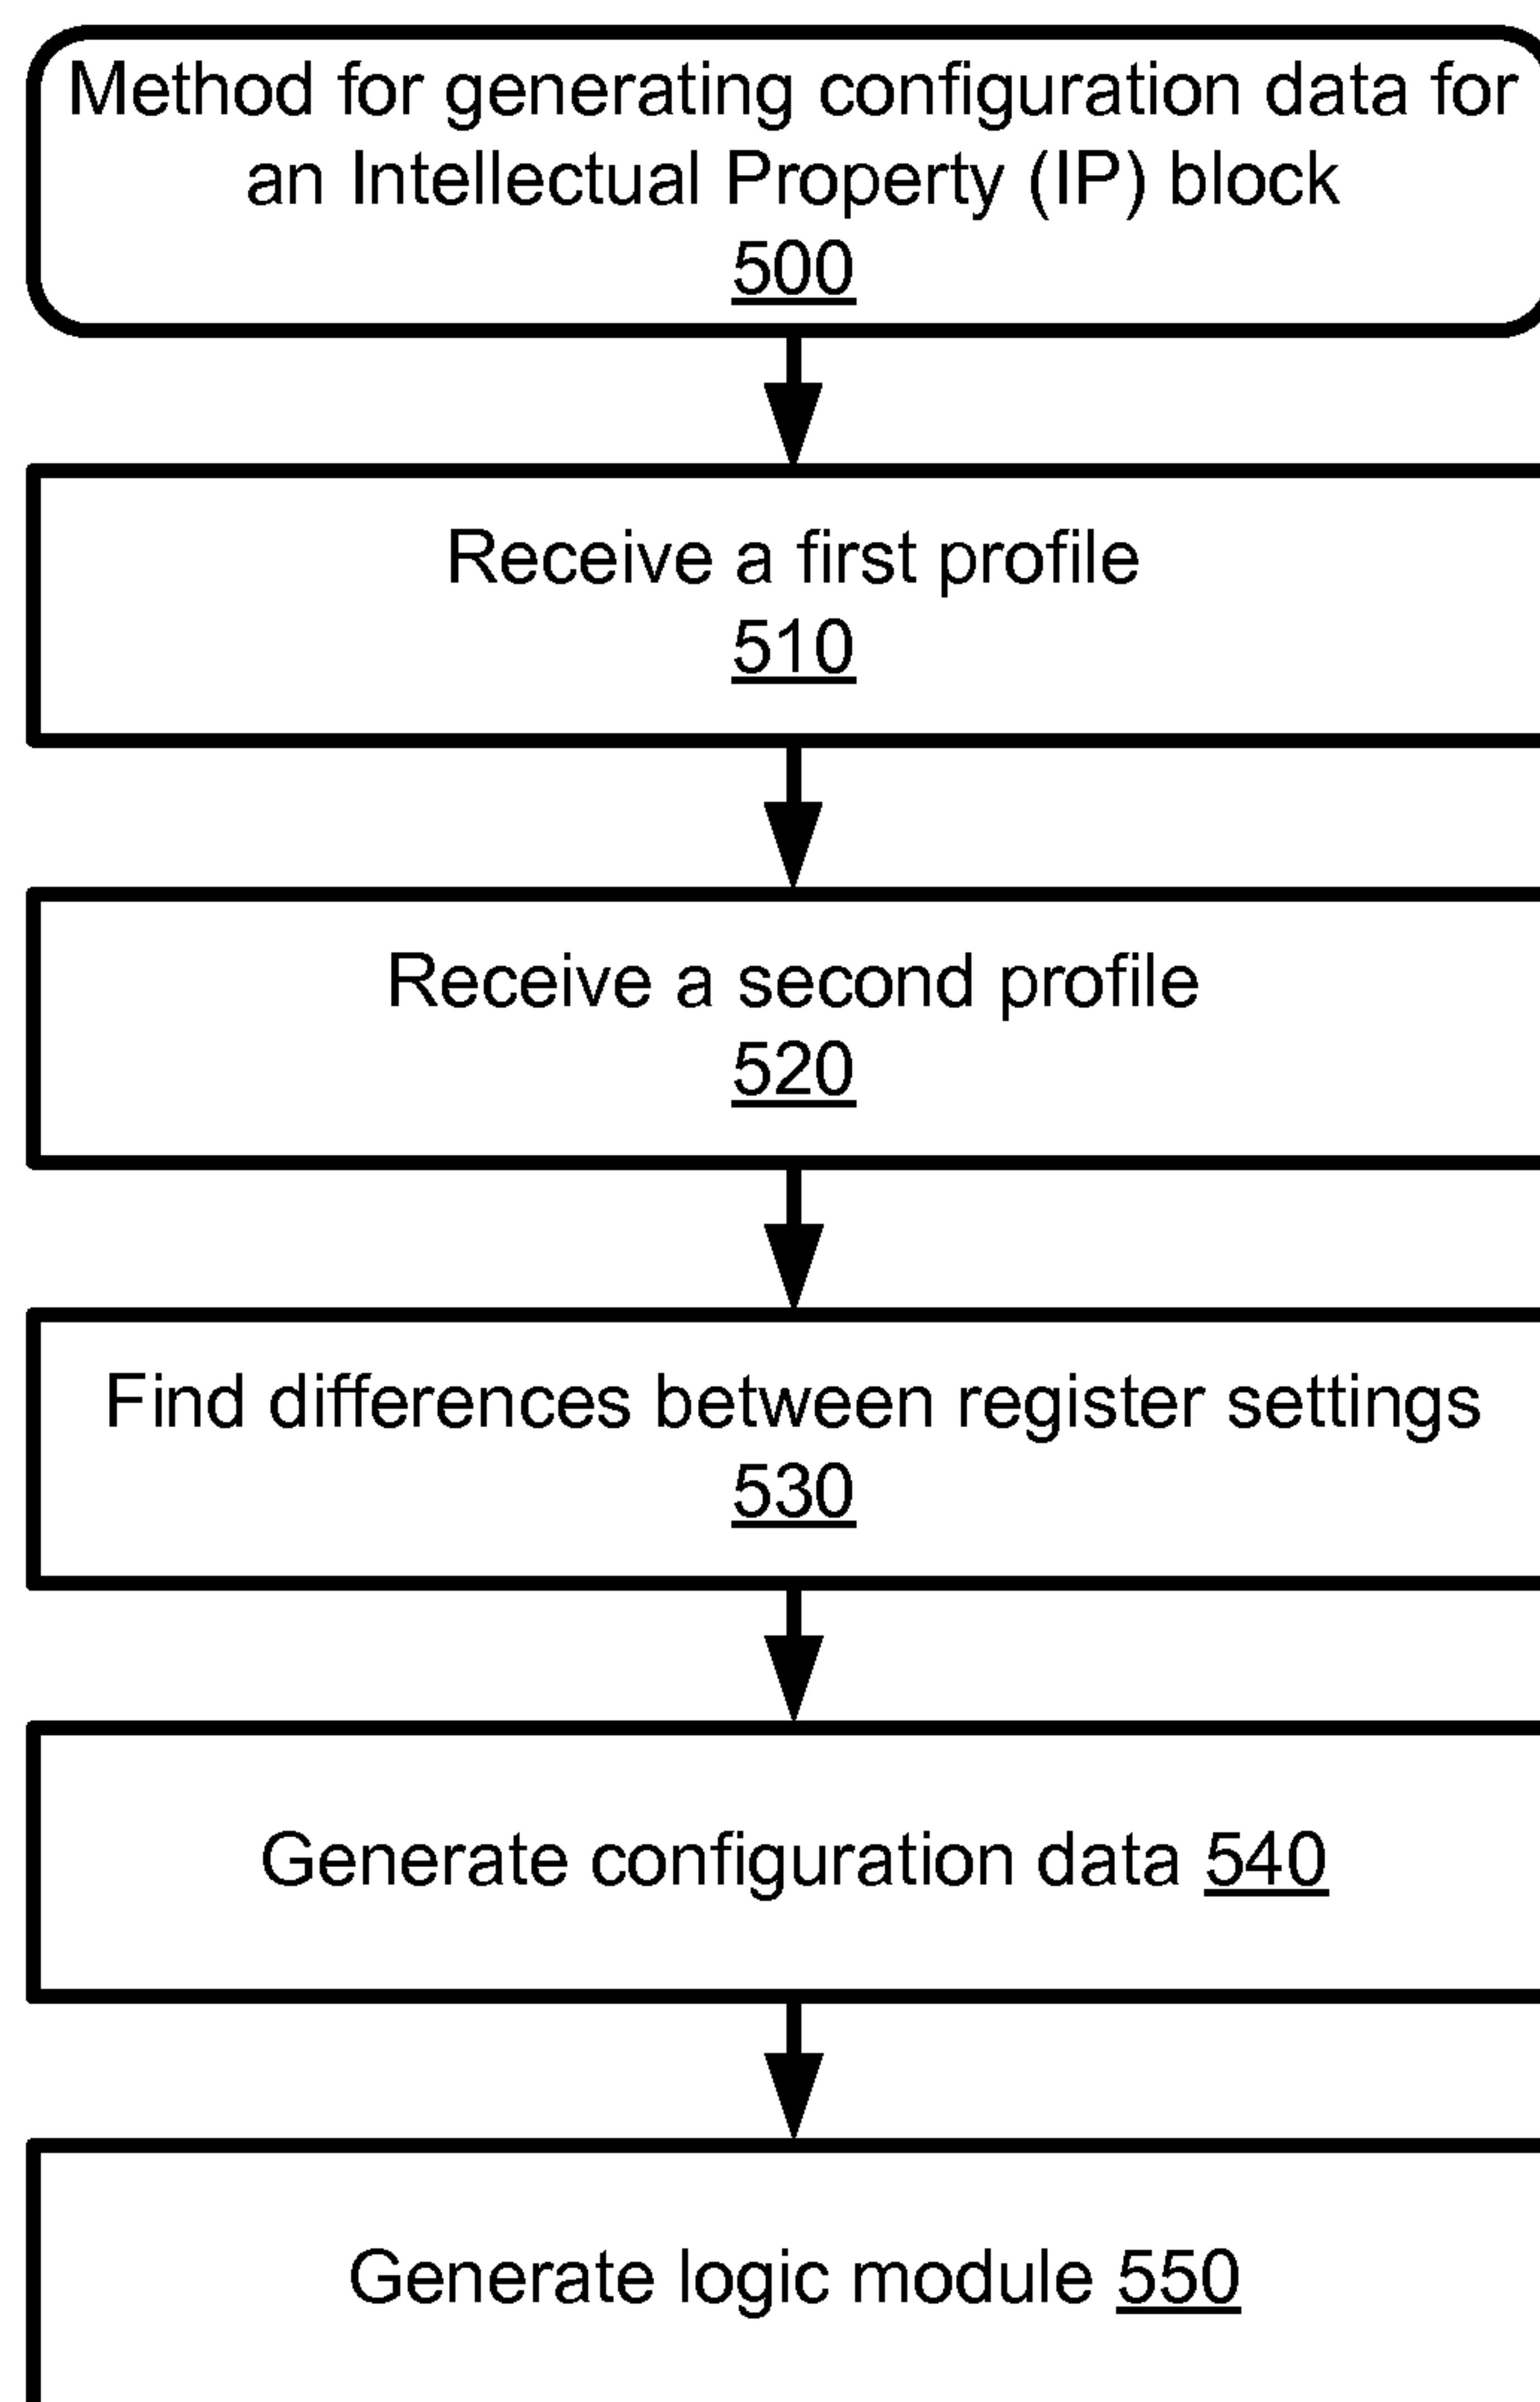 Method for generating configuration data for
an Intellectual Property (IP) block
500
Receive a first profile
510
Receive a second profile
520
Find differences between register settings
530
Generate configuration data 540
Generate logic module 550